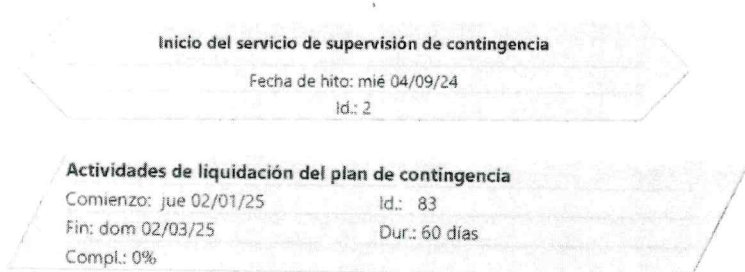 Inicio del servicio de supervisión de contingencia
Fecha de hito: mié 04/09/24
Id.: 2
Actividades de liquidación del plan de contingencia
Comienzo: jue 02/01/25 Id.: 83
Fin: dom 02/03/25 Dur.: 60 días
Compl.: 0%